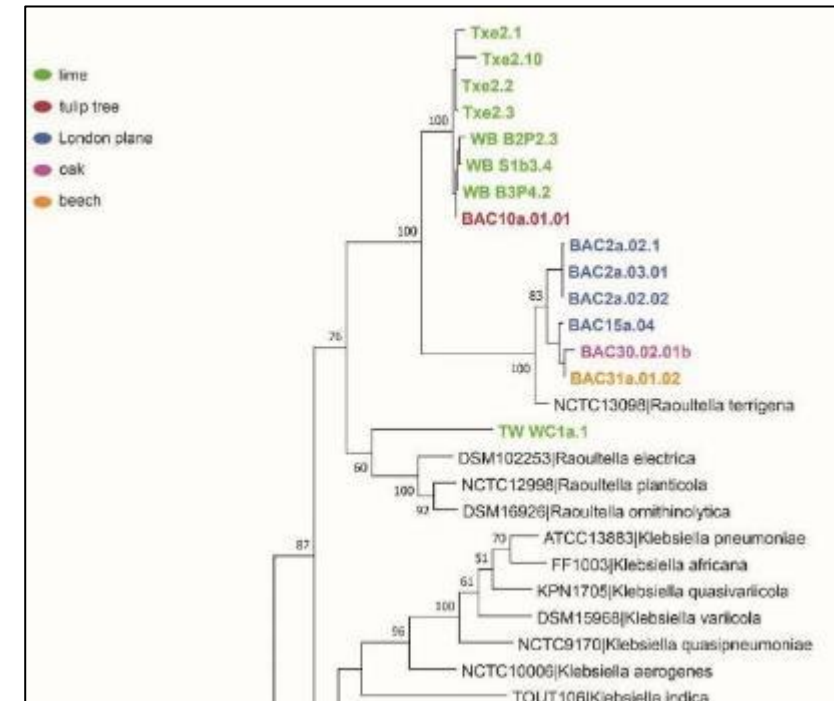 lime
tulip tree
London plane
oak
beech
Txe2.1
Txe2.10
Txe2.2
Txe2.3
100
WB B2P2.3
WB S1b3.4
WB B3P4.2
BAC10a.01.01
100
BAC2a.02.1
BAC2a.03.01
83
BAC2a.02.02
BAC15a.04
76
BAC30.02.01b
100
BAC31a.01.02
NCTC13098|Raoultella terrigena
TW WC1a.1
DSM102253|Raoultella electrica
60
NCTC12998|Raoultella planticola
100
DSM16926|Raoultella ornithinolytica
92
ATCC13883|Klebsiella pneumoniae
70
87
FF1003|Klebsiella africana
51
KPN1705|Klebsiella quasivariicola
61
DSM15968|Klebsiella variicola
100
NCTC9170|Klebsiella quasipneumoniae
96
NCTC10006|Klebsiella aerogenes
TOUT106|Klebsiella indica